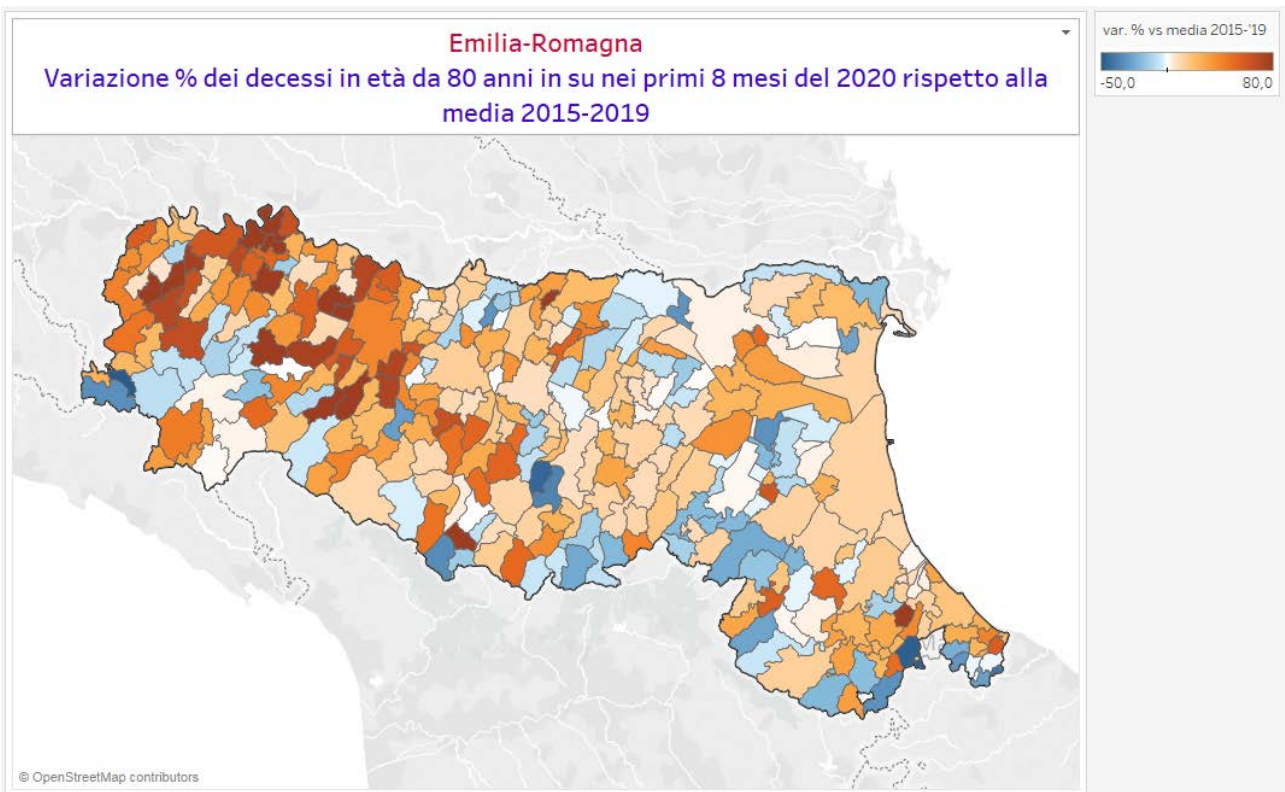 Emilia-Romagna
Variazione % dei decessi in età da 80 anni in su nei primi 8 mesi del 2020 rispetto alla
media 2015-2019
var. % vs media 2015-'19
-50,0 80,0
© OpenStreetMap contributors